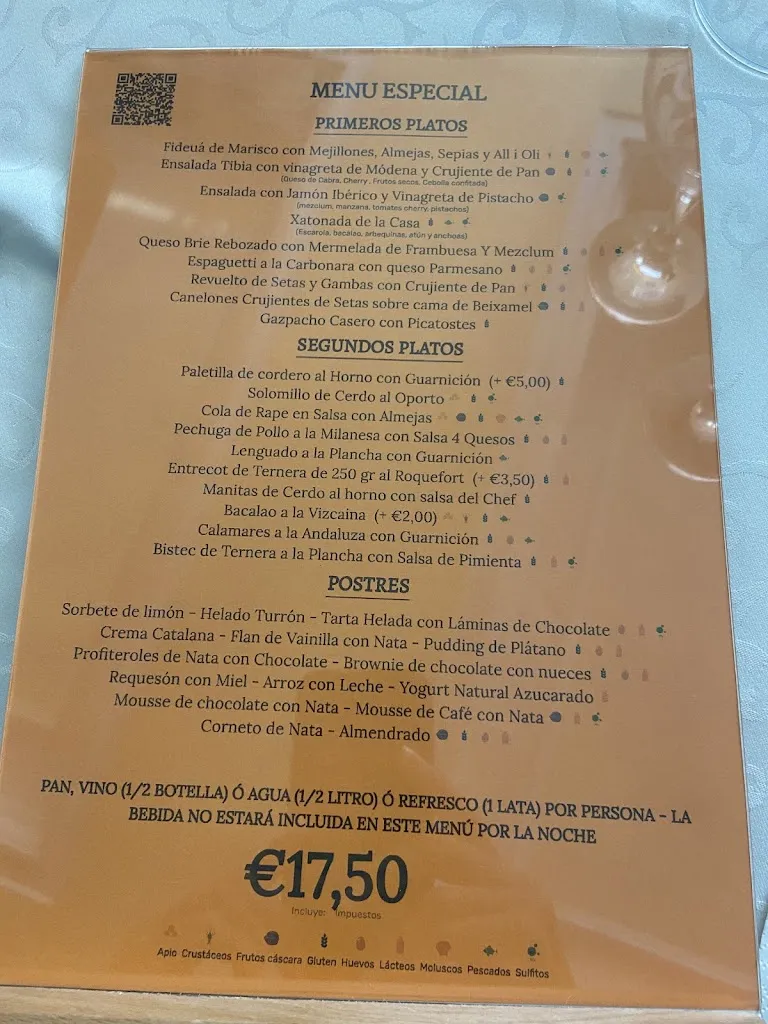 MENU ESPECIAL
PRIMEROS PLATOS
Fideuá de Marisco con Mejillones, Almejas, Sepias y All i Oli
Ensalada Tibia con vinagreta de Módena y Crujiente de Pan
(Queso de Cabra, Cherry, Frutos secos, Cebolla confitada)
Ensalada con Jamón Ibérico y Vinagreta de Pistacho
(mezclum, manzana, tomates cherry, pistachos)
Xatonada de la Casa
(Escarola, bacalao, arbequinas, atún y anchoas)
Queso Brie Rebozado con Mermelada de Frambuesa Y Mezclum
Espaguetti a la Carbonara con queso Parmesano
Revuelto de Setas y Gambas con Crujiente de Pan
Canelones Crujientes de Setas sobre cama de Beixamel
Gazpacho Casero con Picatostes
SEGUNDOS PLATOS
Paletilla de cordero al Horno con Guarnición (+ €5,00)
Solomillo de Cerdo al Oporto
Cola de Rape en Salsa con Almejas
Pechuga de Pollo a la Milanesa con Salsa 4 Quesos
Lenguado a la Plancha con Guarnición
Entrecot de Ternera de 250 gr al Roquefort (+ €3,50)
Manitas de Cerdo al horno con salsa del Chef
Bacalao a la Vizcaina (+ €2,00)
Calamares a la Andaluza con Guarnición
Bistec de Ternera a la Plancha con Salsa de Pimienta
POSTRES
Sorbete de limón - Helado Turrón - Tarta Helada con Láminas de Chocolate
Crema Catalana - Flan de Vainilla con Nata - Pudding de Plátano
Profiteroles de Nata con Chocolate - Brownie de chocolate con nueces
Requesón con Miel - Arroz con Leche - Yogurt Natural Azucarado
Mousse de chocolate con Nata - Mousse de Café con Nata
Corneto de Nata - Almendrado
PAN, VINO (1/2 BOTELLA) Ó AGUA (1/2 LITRO) Ó REFRESCO (1 LATA) POR PERSONA - LA
BEBIDA NO ESTARÁ INCLUIDA EN ESTE MENÚ POR LA NOCHE
€17,50
Incluye: Impuestos
Apio Crustáceos Frutos cáscara Gluten Huevos Lácteos Moluscos Pescados Sulfitos